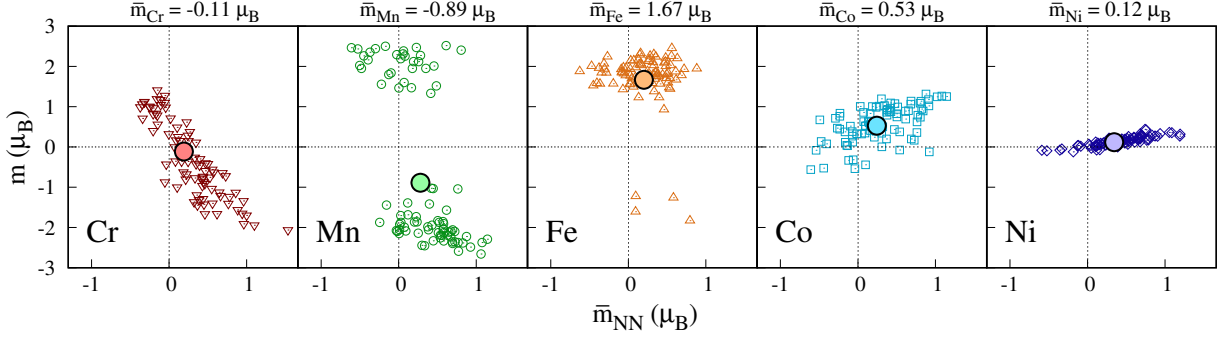 m̅Cr = -0.11 μB
m̅Mn = -0.89 μB
m̅Fe = 1.67 μB
m̅Co = 0.53 μB
m̅Ni = 0.12 μB
m (μB)
3
2
1
0
-1
-2
-3
Cr
Mn
Fe
Co
Ni
-1 0 1
-1 0 1
-1 0 1
-1 0 1
-1 0 1
m̅NN (μB)